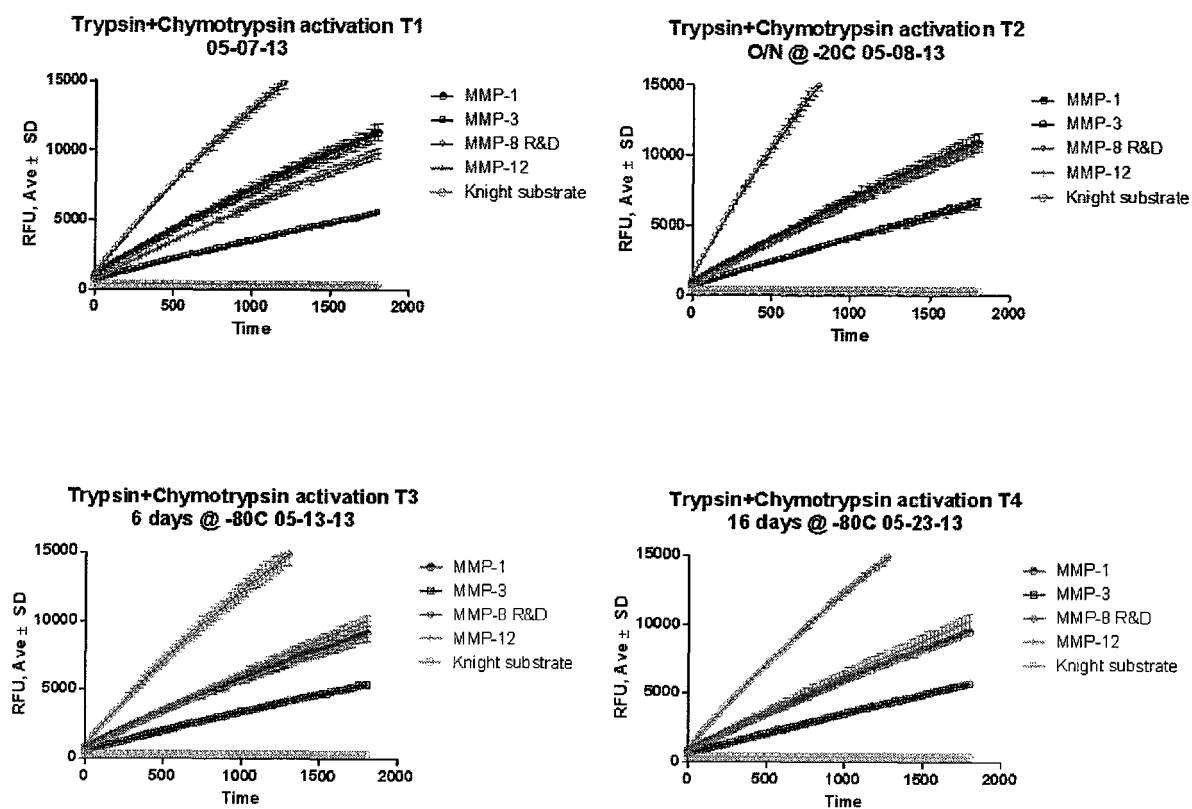 Trypsin+Chymotrypsin activation T1
05-07-13
15000
10000
5000
0
RFU, Ave ± SD
0 500 1000 1500 2000
Time
MMP-1
MMP-3
MMP-8 R&D
MMP-12
Knight substrate
Trypsin+Chymotrypsin activation T2
O/N @ -20C 05-08-13
15000
10000
5000
0
RFU, Ave ± SD
0 500 1000 1500 2000
Time
MMP-1
MMP-3
MMP-8 R&D
MMP-12
Knight substrate
Trypsin+Chymotrypsin activation T3
6 days @ -80C 05-13-13
15000
10000
5000
0
RFU, Ave ± SD
0 500 1000 1500 2000
Time
MMP-1
MMP-3
MMP-8 R&D
MMP-12
Knight substrate
Trypsin+Chymotrypsin activation T4
16 days @ -80C 05-23-13
15000
10000
5000
0
RFU, Ave ± SD
0 500 1000 1500 2000
Time
MMP-1
MMP-3
MMP-8 R&D
MMP-12
Knight substrate